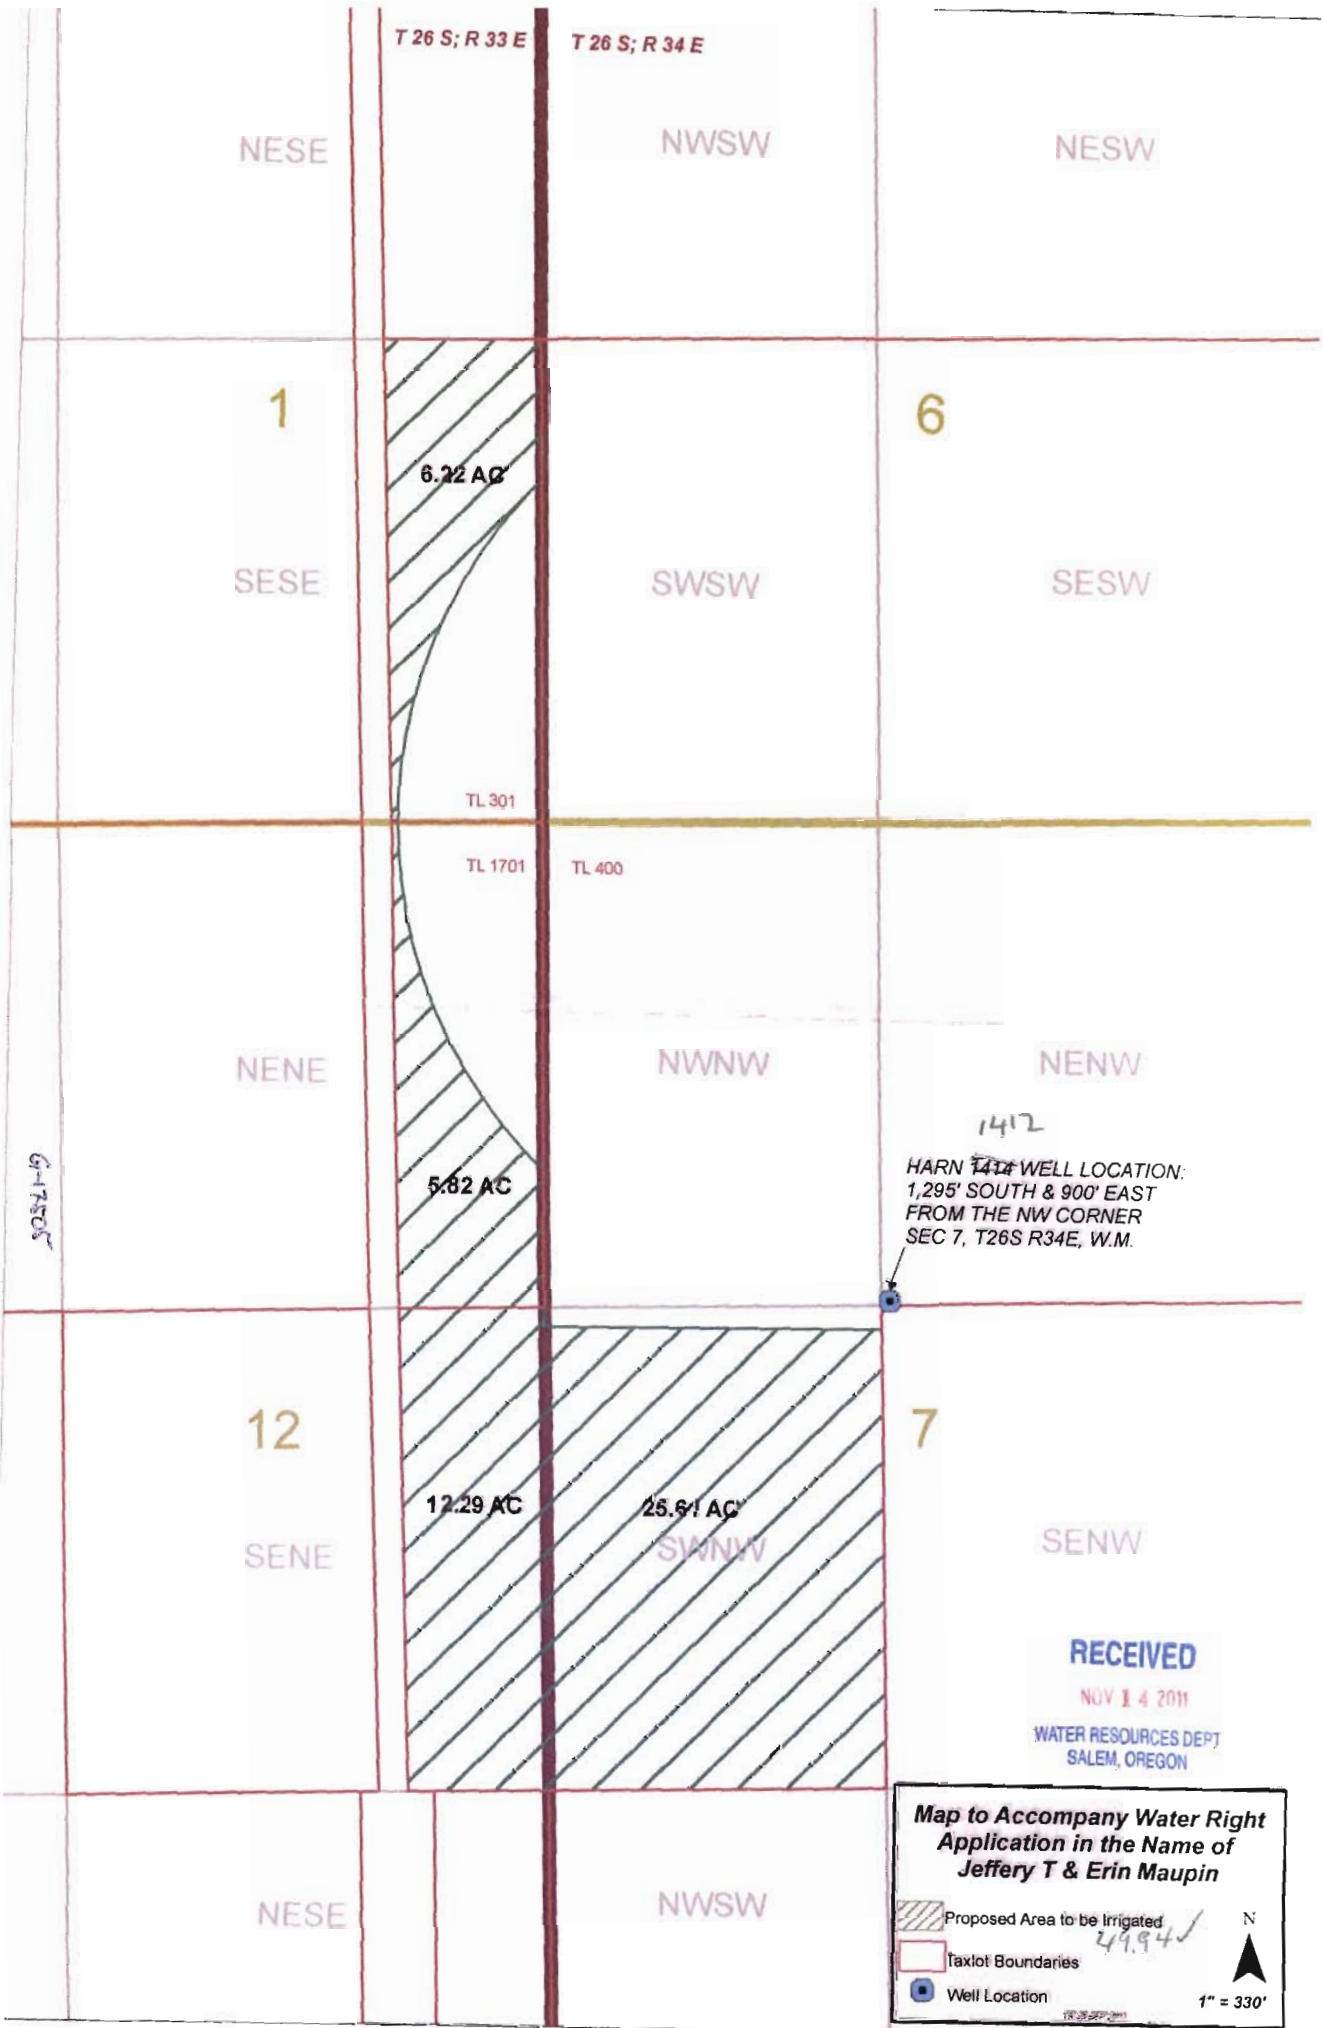 T 26 S; R 33 E
T 26 S; R 34 E
NESE
NWSW
NESW
1
6
6.22 AC
SESE
SWSW
SESW
TL 301
TL 1701
TL 400
NENE
NWNW
NENW
1412
HARN 1414 WELL LOCATION:
1,295' SOUTH & 900' EAST
FROM THE NW CORNER
SEC 7, T26S R34E, W.M.
G-17505
5.82 AC
12
7
12.29 AC
25.61 AC
SENE
SWNW
SENW
RECEIVED
NOV 14 2011
WATER RESOURCES DEPT
SALEM, OREGON
NESE
NWSW
Map to Accompany Water Right
Application in the Name of
Jeffery T & Erin Maupin
Proposed Area to be Irrigated
49.94 ✓
Taxlot Boundaries
Well Location
N
1" = 330'